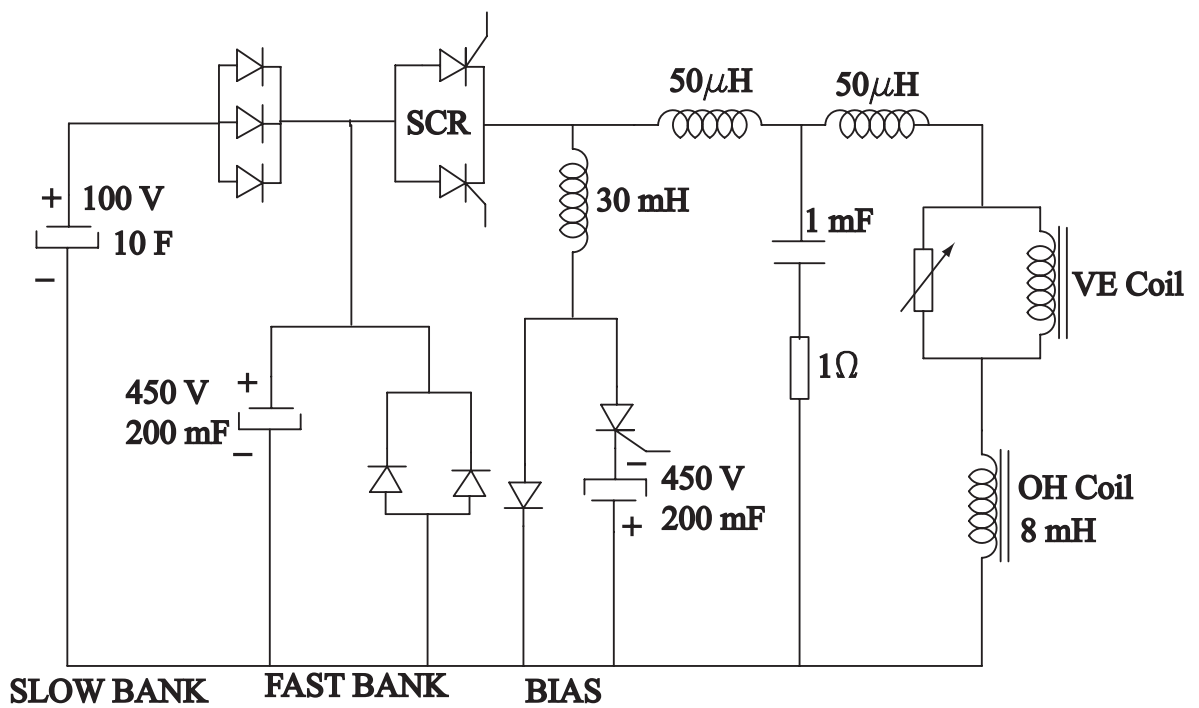 SCR
50μH
50μH
+ 100 V
10 F
−
30 mH
1 mF
VE Coil
1Ω
+
450 V
200 mF
−
−
450 V
200 mF
+
OH Coil
8 mH
SLOW BANK
FAST BANK
BIAS